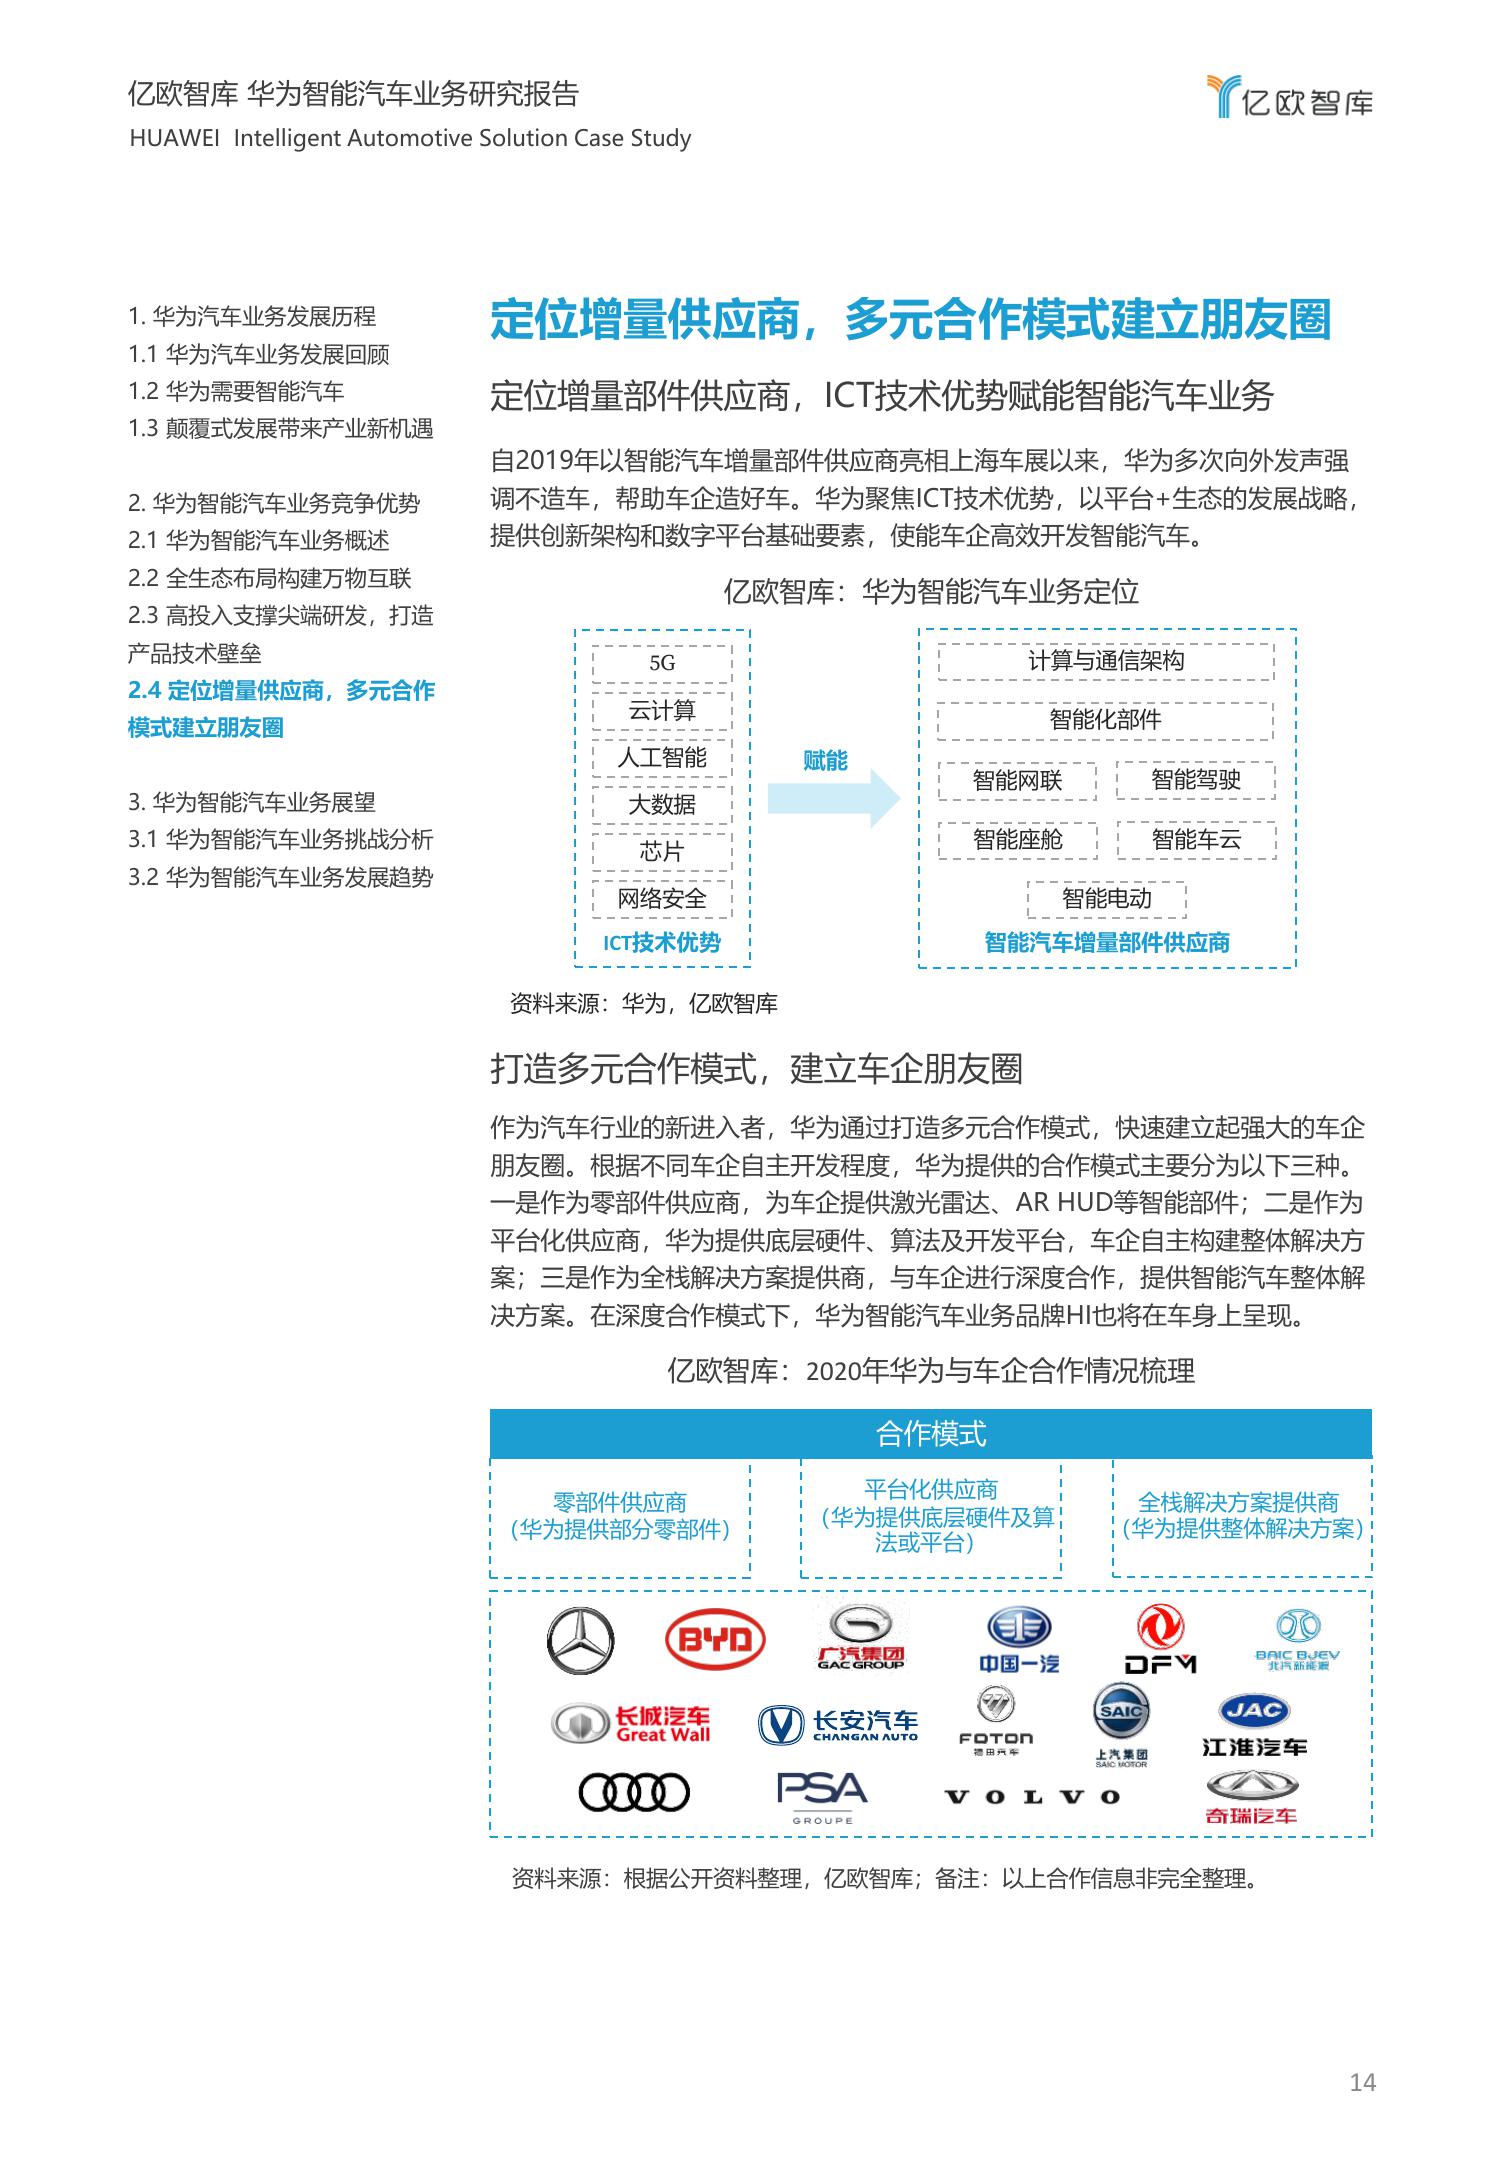 亿欧智库 华为智能汽车业务研究报告
HUAWEI Intelligent Automotive Solution Case Study
亿欧智库
1. 华为汽车业务发展历程
1.1 华为汽车业务发展回顾
1.2 华为需要智能汽车
1.3 颠覆式发展带来产业新机遇
2. 华为智能汽车业务竞争优势
2.1 华为智能汽车业务概述
2.2 全生态布局构建万物互联
2.3 高投入支撑尖端研发，打造
产品技术壁垒
2.4 定位增量供应商，多元合作
模式建立朋友圈
3. 华为智能汽车业务展望
3.1 华为智能汽车业务挑战分析
3.2 华为智能汽车业务发展趋势
定位增量供应商，多元合作模式建立朋友圈
定位增量部件供应商，ICT技术优势赋能智能汽车业务
自2019年以智能汽车增量部件供应商亮相上海车展以来，华为多次向外发声强
调不造车，帮助车企造好车。华为聚焦ICT技术优势，以平台+生态的发展战略，
提供创新架构和数字平台基础要素，使能车企高效开发智能汽车。
亿欧智库：华为智能汽车业务定位
5G
云计算
人工智能
大数据
芯片
网络安全
ICT技术优势
赋能
计算与通信架构
智能化部件
智能网联
智能驾驶
智能座舱
智能车云
智能电动
智能汽车增量部件供应商
资料来源：华为，亿欧智库
打造多元合作模式，建立车企朋友圈
作为汽车行业的新进入者，华为通过打造多元合作模式，快速建立起强大的车企
朋友圈。根据不同车企自主开发程度，华为提供的合作模式主要分为以下三种。
一是作为零部件供应商，为车企提供激光雷达、AR HUD等智能部件；二是作为
平台化供应商，华为提供底层硬件、算法及开发平台，车企自主构建整体解决方
案；三是作为全栈解决方案提供商，与车企进行深度合作，提供智能汽车整体解
决方案。在深度合作模式下，华为智能汽车业务品牌HI也将在车身上呈现。
亿欧智库：2020年华为与车企合作情况梳理
合作模式
零部件供应商
（华为提供部分零部件）
平台化供应商
（华为提供底层硬件及算
法或平台）
全栈解决方案提供商
（华为提供整体解决方案）
BYD
广汽集团
GAC GROUP
中国一汽
DFM
BAIC BJEV
北汽新能源
长城汽车
Great Wall
长安汽车
CHANGAN AUTO
FOTON
福田汽车
SAIC
上汽集团
SAIC MOTOR
JAC
江淮汽车
PSA
GROUPE
VOLVO
奇瑞汽车
资料来源：根据公开资料整理，亿欧智库；备注：以上合作信息非完全整理。
14